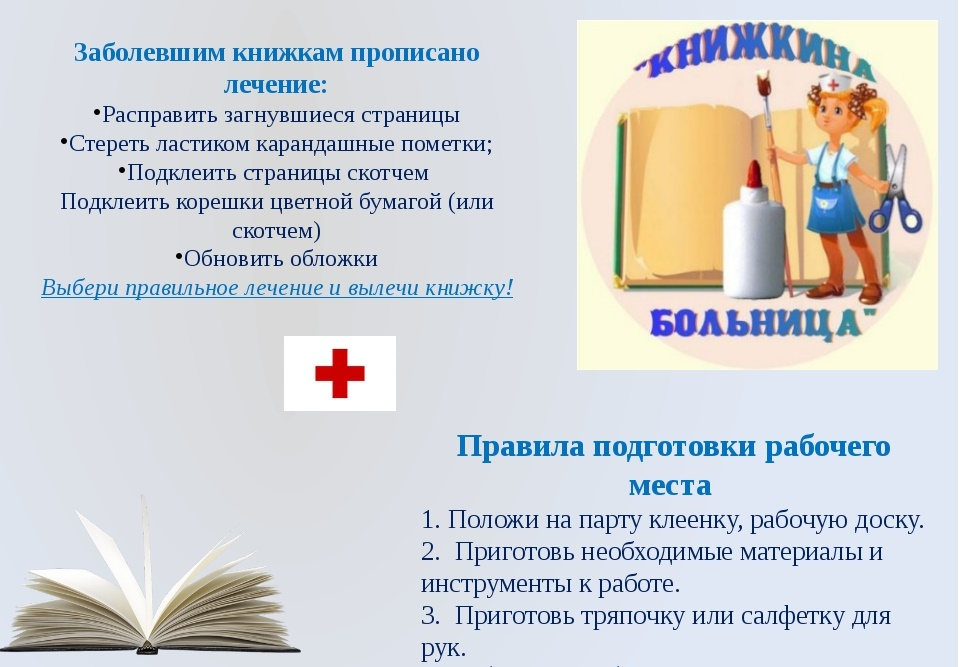 Заболевшим книжкам прописано
лечение:
•Расправить загнувшиеся страницы
•Стереть ластиком карандашные пометки;
•Подклеить страницы скотчем
Подклеить корешки цветной бумагой (или
скотчем)
•Обновить обложки
Выбери правильное лечение и вылечи книжку!
"КНИЖКИНА
БОЛЬНИЦА"
Правила подготовки рабочего
места
1. Положи на парту клеенку, рабочую доску.
2.  Приготовь необходимые материалы и
инструменты к работе.
3.  Приготовь тряпочку или салфетку для
рук.